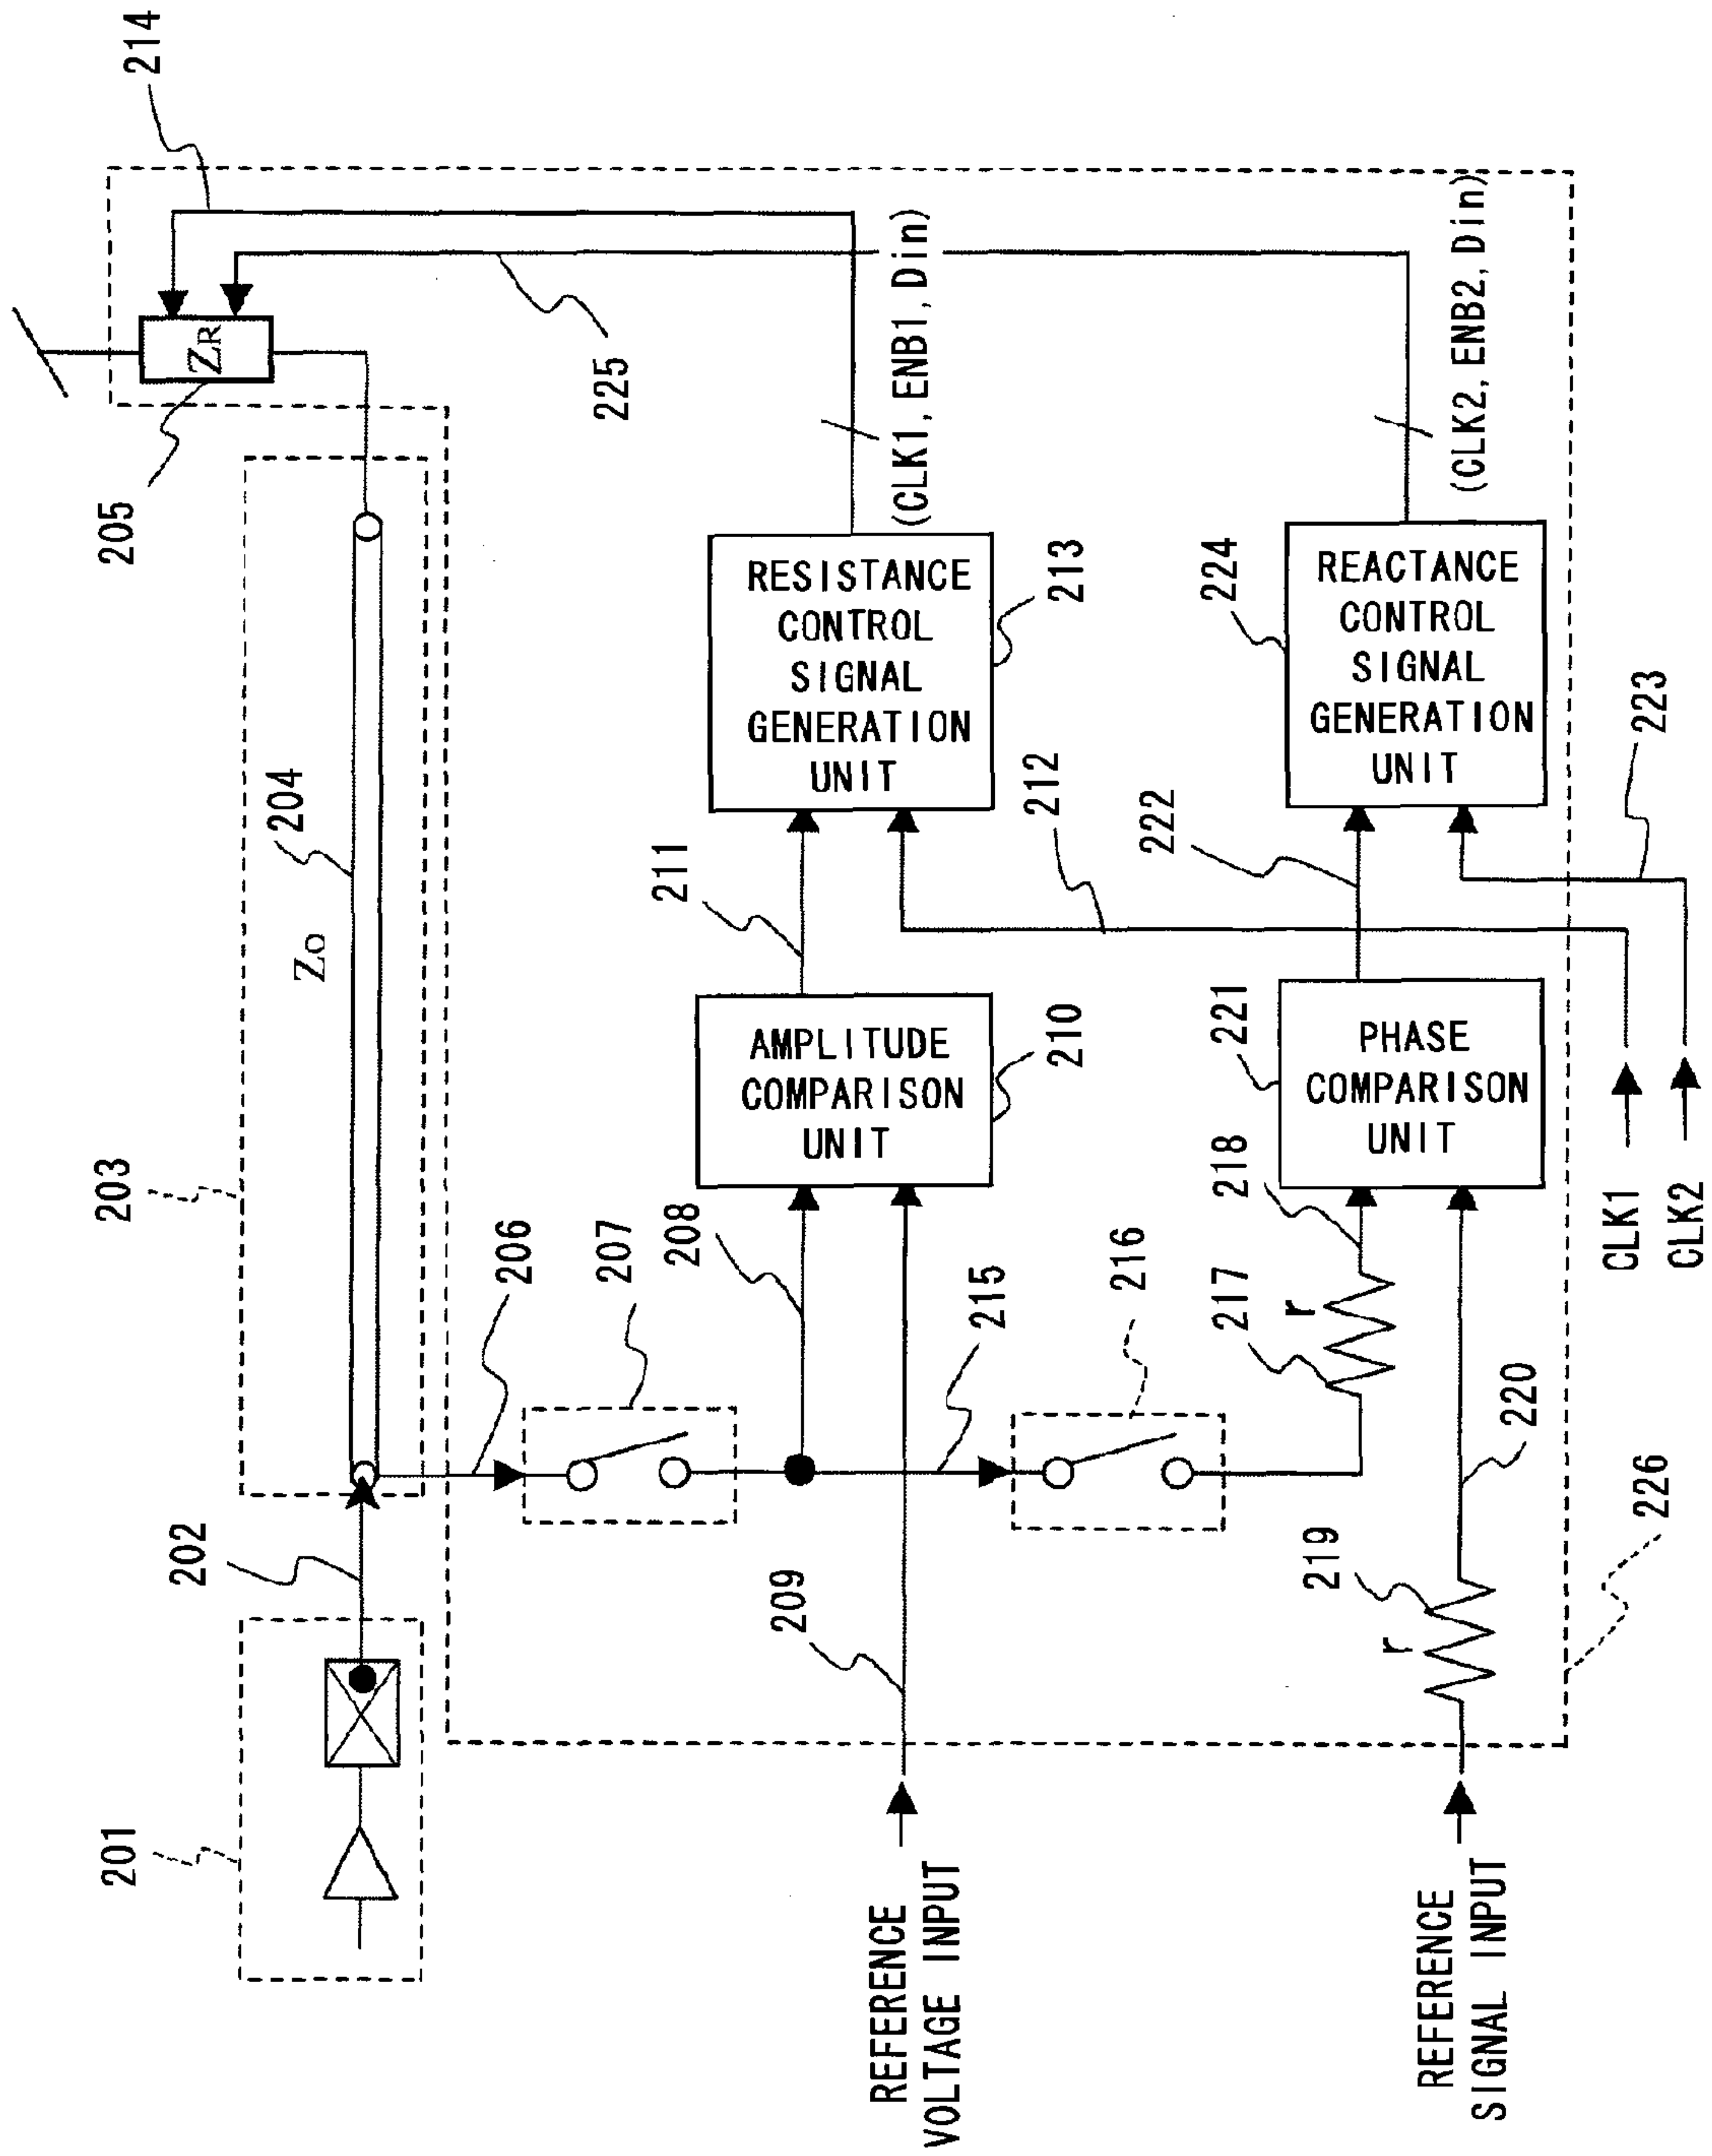 201
202
203
204
Zo
205
ZR
214
206
207
208
209
AMPLITUDE
COMPARISON
UNIT
210
211
212
RESISTANCE
CONTROL
SIGNAL
GENERATION
UNIT
213
(CLK1, ENB1, Din)
225
215
216
217
r
218
219
r
220
221
PHASE
COMPARISON
UNIT
222
223
224
REACTANCE
CONTROL
SIGNAL
GENERATION
UNIT
(CLK2, ENB2, Din)
226
REFERENCE
VOLTAGE INPUT
REFERENCE
SIGNAL INPUT
CLK1
CLK2